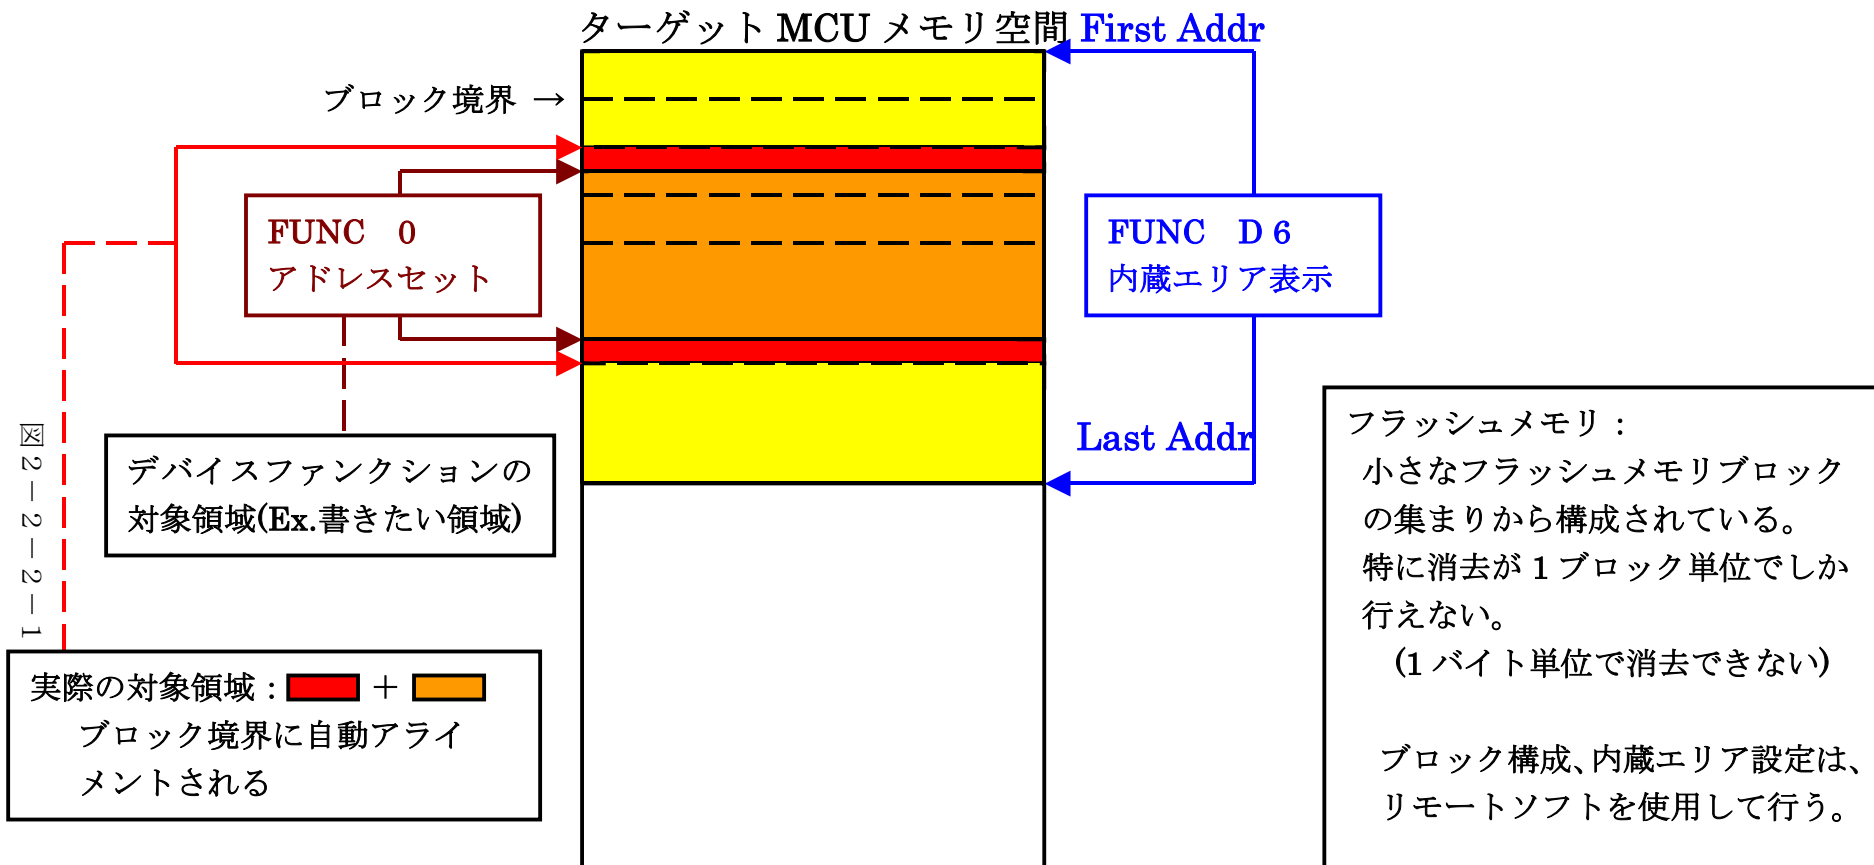 ターゲット MCU メモリ空間 First Addr
ブロック境界 →
FUNC 0
アドレスセット
FUNC D6
内蔵エリア表示
Last Addr
デバイスファンクションの
対象領域(Ex.書きたい領域)
図2－2－2－1
実際の対象領域： ＋
ブロック境界に自動アライ
メントされる
フラッシュメモリ：
小さなフラッシュメモリブロック
の集まりから構成されている。
特に消去が 1 ブロック単位でしか
行えない。
(1 バイト単位で消去できない)
ブロック構成、内蔵エリア設定は、
リモートソフトを使用して行う。